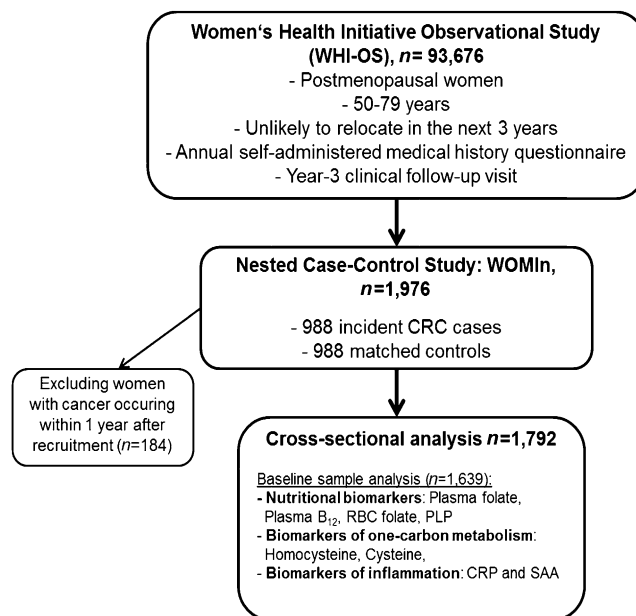 Women's Health Initiative Observational Study
(WHI-OS), n= 93,676
- Postmenopausal women
- 50-79 years
- Unlikely to relocate in the next 3 years
- Annual self-administered medical history questionnaire
- Year-3 clinical follow-up visit
Nested Case-Control Study: WOMIn,
n=1,976
- 988 incident CRC cases
- 988 matched controls
Excluding women
with cancer occuring
within 1 year after
recruitment (n=184)
Cross-sectional analysis n=1,792
Baseline sample analysis (n=1,639):
- Nutritional biomarkers: Plasma folate,
Plasma B12, RBC folate, PLP
- Biomarkers of one-carbon metabolism:
Homocysteine, Cysteine,
- Biomarkers of inflammation: CRP and SAA